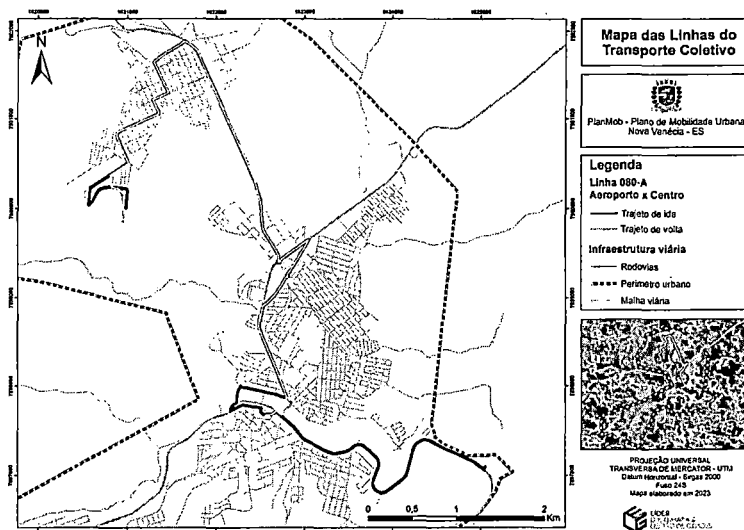 Mapa das Linhas do
Transporte Coletivo
PlanMob - Plano de Mobilidade Urbana
Nova Venécia - ES
Legenda
Linha 080-A
Aeroporto x Centro
Trajeto de ida
Trajeto de volta
Infraestrutura viária
Rodovias
Perímetro urbano
Malha viária
N
0 0,5 1 2
Km
PROJEÇÃO UNIVERSAL
TRANSVERSA DE MERCATOR - UTM
Datum Horizontal - Sirgas 2000
Fuso 24S
Mapa elaborado em 2023
LÍDER